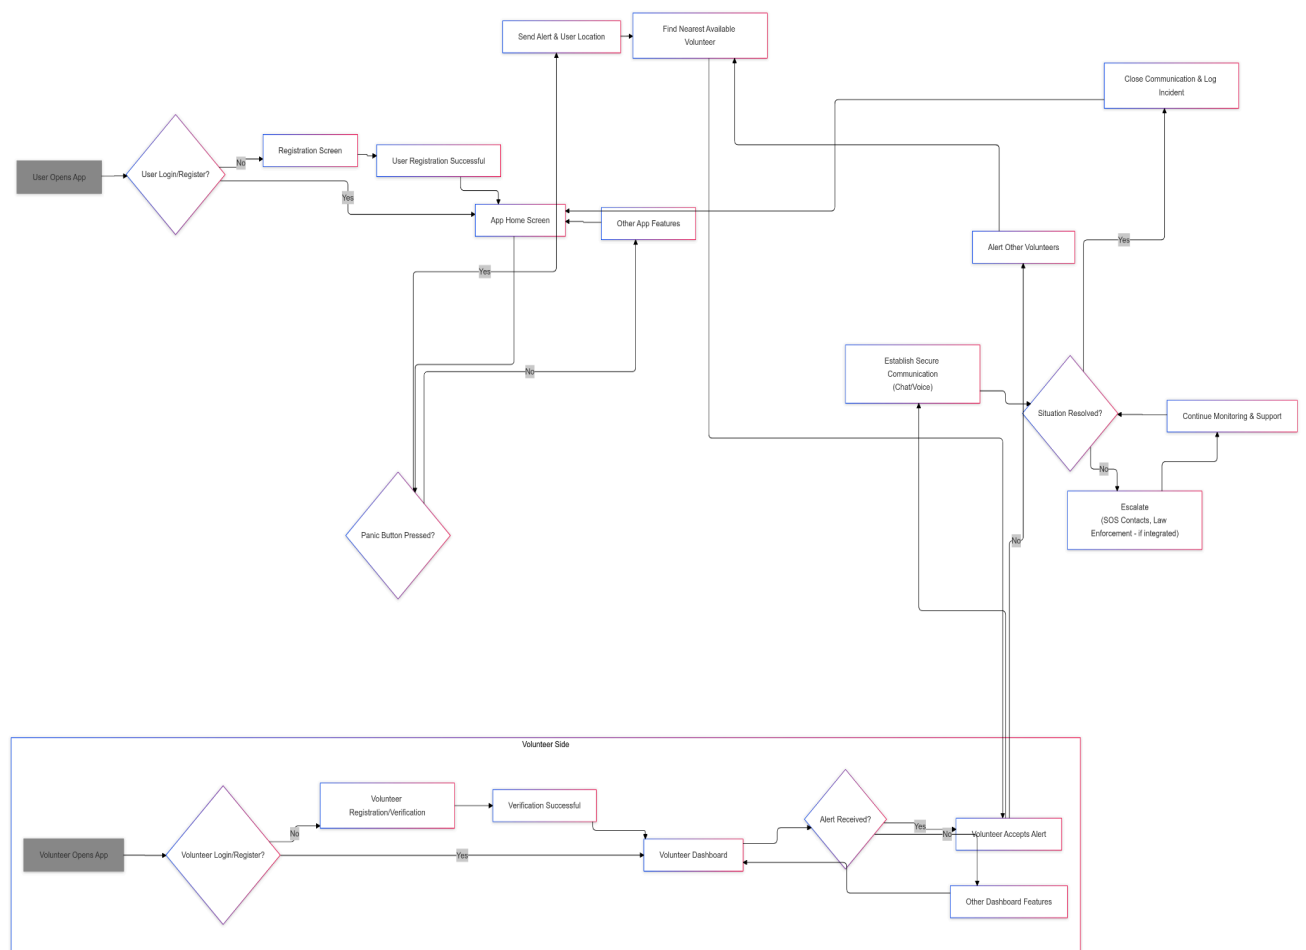 Send Alert & User Location
Find Nearest Available
Volunteer
Close Communication & Log
Incident
User Opens App
User Login/Register?
No
Registration Screen
User Registration Successful
Yes
App Home Screen
Other App Features
Yes
No
Panic Button Pressed?
Alert Other Volunteers
Yes
Establish Secure
Communication
(Chat/Voice)
Situation Resolved?
Continue Monitoring & Support
No
Escalate
(SOS Contacts, Law
Enforcement - if integrated)
No
Volunteer Side
Volunteer Opens App
Volunteer Login/Register?
No
Volunteer
Registration/Verification
Verification Successful
Yes
Volunteer Dashboard
Alert Received?
Yes
No
Volunteer Accepts Alert
Other Dashboard Features